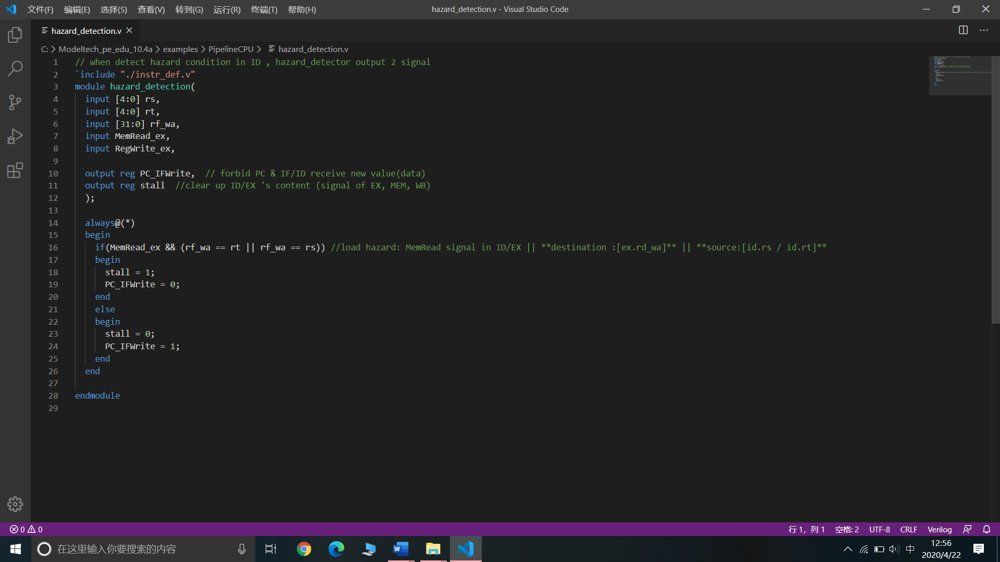 文件(F) 编辑(E) 选择(S) 查看(V) 转到(G) 运行(R) 终端(T) 帮助(H) hazard_detection.v - Visual Studio Code
hazard_detection.v
C: > Modeltech_pe_edu_10.4a > examples > PipelineCPU > hazard_detection.v
1 // when detect hazard condition in ID , hazard_detector output 2 signal
2 `include "./instr_def.v"
3 module hazard_detection(
4 input [4:0] rs,
5 input [4:0] rt,
6 input [31:0] rf_wa,
7 input MemRead_ex,
8 input RegWrite_ex,
9
10 output reg PC_IFWrite, // forbid PC & IF/ID receive new value(data)
11 output reg stall //clear up ID/EX 's content (signal of EX, MEM, WB)
12 );
13
14 always@(*)
15 begin
16 if(MemRead_ex && (rf_wa == rt || rf_wa == rs)) //load hazard: MemRead signal in ID/EX || **destination :[ex.rd_wa]** || **source:[id.rs / id.rt]**
17 begin
18 stall = 1;
19 PC_IFWrite = 0;
20 end
21 else
22 begin
23 stall = 0;
24 PC_IFWrite = 1;
25 end
26 end
27
28 endmodule
29
0 0 行 1，列 1 空格: 2 UTF-8 CRLF Verilog
在这里输入你要搜索的内容 中 12:56
2020/4/22